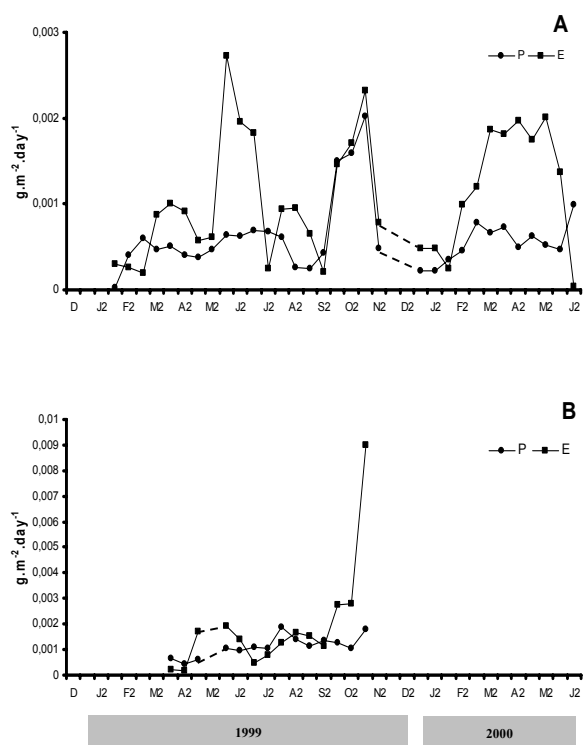 A
0,003
0,002
0,001
0
g.m⁻².day⁻¹
P E
D J2 F2 M2 A2 M2 J2 J2 A2 S2 O2 N2 D2 J2 F2 M2 A2 M2 J2
B
0,01
0,009
0,008
0,007
0,006
0,005
0,004
0,003
0,002
0,001
0
g.m⁻².day⁻¹
P E
D J2 F2 M2 A2 M2 J2 J2 A2 S2 O2 N2 D2 J2 F2 M2 A2 M2 J2
1999 2000